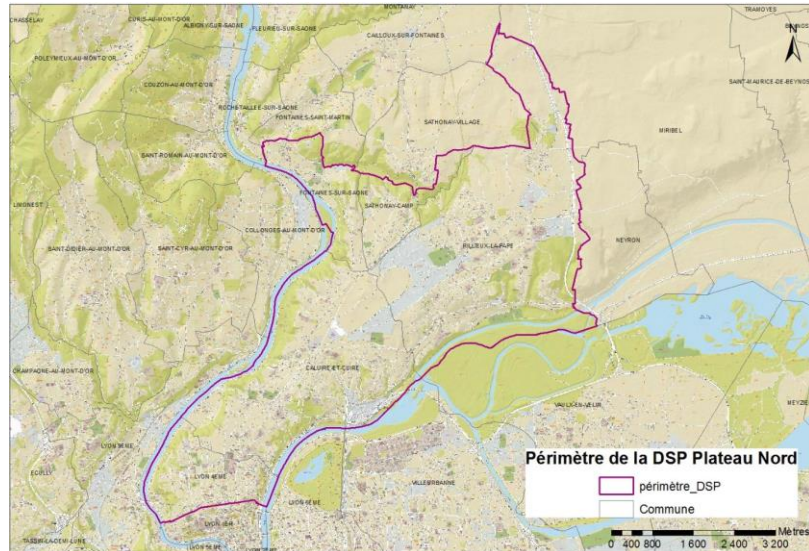 CHASSELAY
CURIS-AU-MONT-D'OR
ALBIGNY-SUR-SAONE
FLEURIEU-SUR-SAONE
MONTANAY
CAILLOUX-SUR-FONTAINES
TRAMOYES
N
POLEYMIEUX-AU-MONT-D'OR
COUZON-AU-MONT-D'OR
SAINT-MAURICE-DE-BEYNOST
ROCHETAILLEE-SUR-SAONE
FONTAINES-SAINT-MARTIN
SATHONAY-VILLAGE
MIRIBEL
SAINT-ROMAIN-AU-MONT-D'OR
LIMONEST
FONTAINES-SUR-SAONE
SATHONAY-CAMP
COLLONGES-AU-MONT-D'OR
SAINT-DIDIER-AU-MONT-D'OR
SAINT-CYR-AU-MONT-D'OR
RILLIEUX-LA-PAPE
NEYRON
CHAMPAGNE-AU-MONT-D'OR
CALUIRE-ET-CUIRE
VAULX-EN-VELIN
MEYZIE
LYON 9EME
ECULLY
LYON 4EME
LYON 6EME
VILLEURBANNE
LYON 1ER
TASSIN-LA-DEMI-LUNE
LYON 5EME
Périmètre de la DSP Plateau Nord
périmètre_DSP
Commune
Mètres
0 400 800 1 600 2 400 3 200